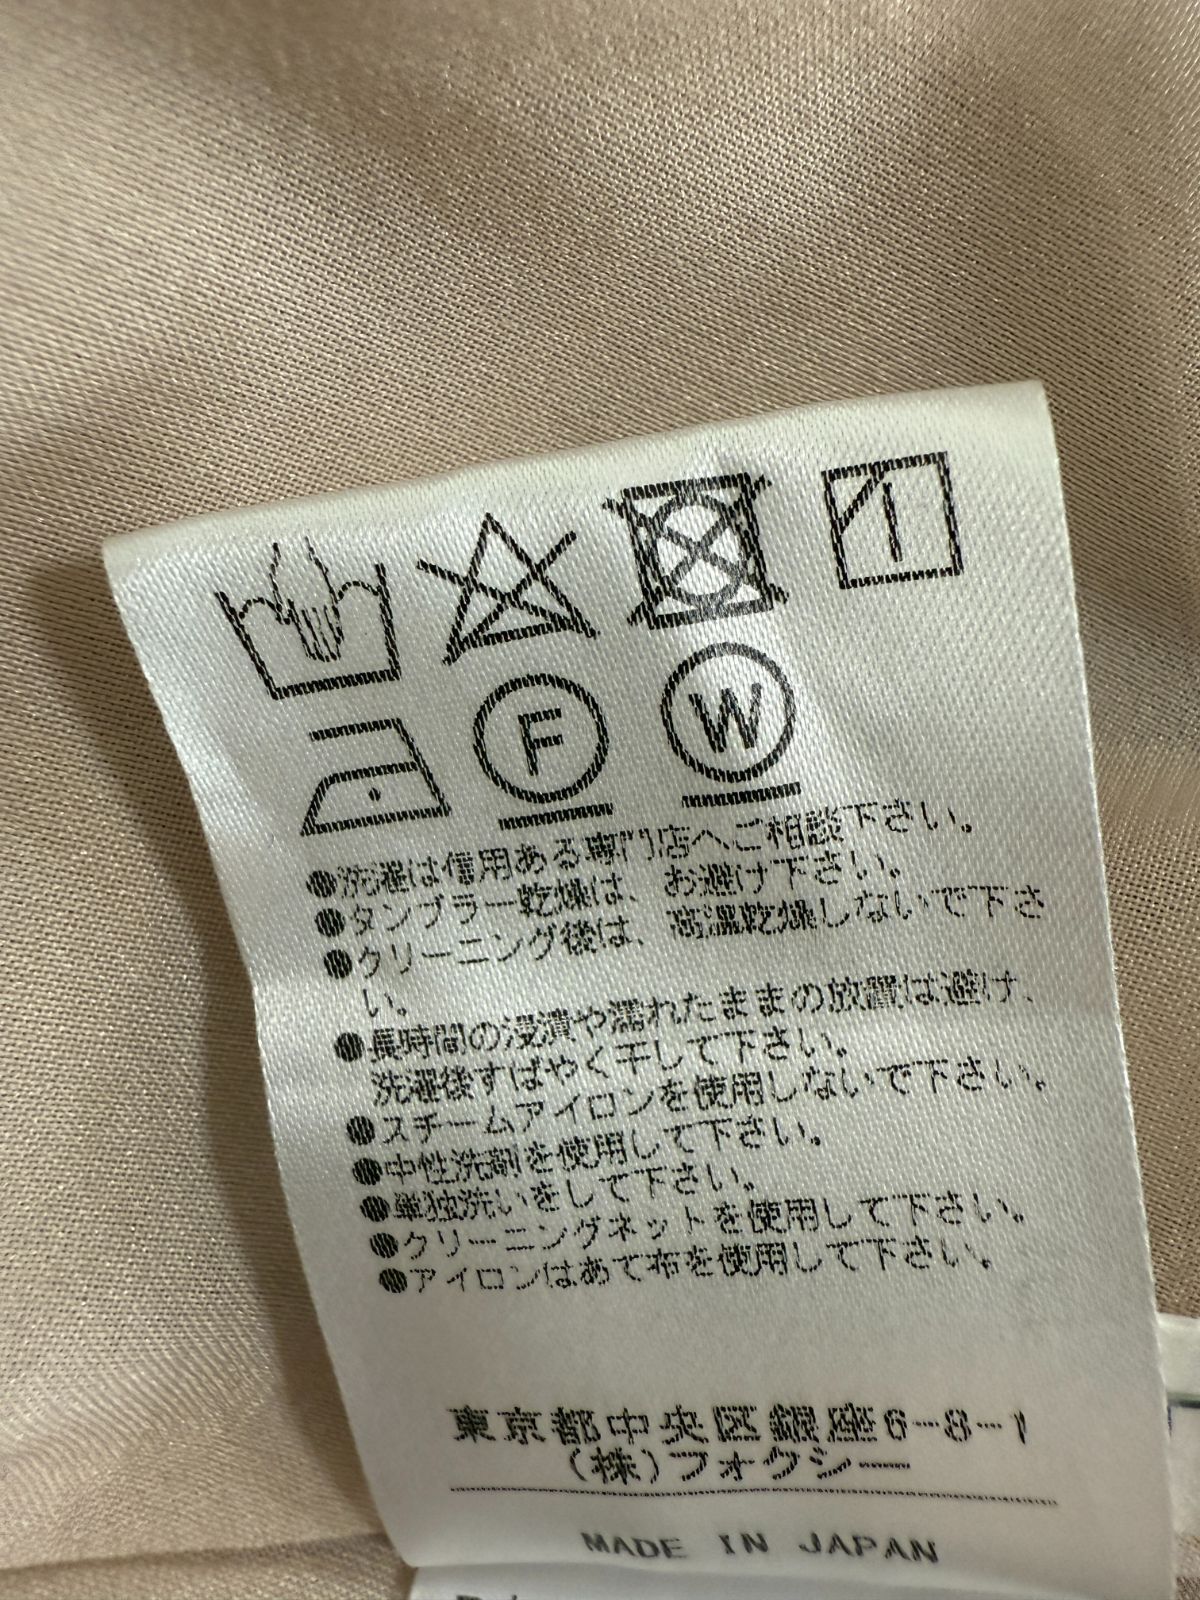 F W
●洗濯は信用ある専門店へご相談下さい。
●タンブラー乾燥は、お避け下さい。
●クリーニング後は、高温乾燥しないで下さ
い。
●長時間の浸漬や濡れたままの放置は避け、
洗濯後すばやく干して下さい。
●スチームアイロンを使用しないで下さい。
●中性洗剤を使用して下さい。
●単独洗いをして下さい。
●クリーニングネットを使用して下さい。
●アイロンはあて布を使用して下さい。
東京都中央区銀座6-8-1
(株)フォクシー
MADE IN JAPAN